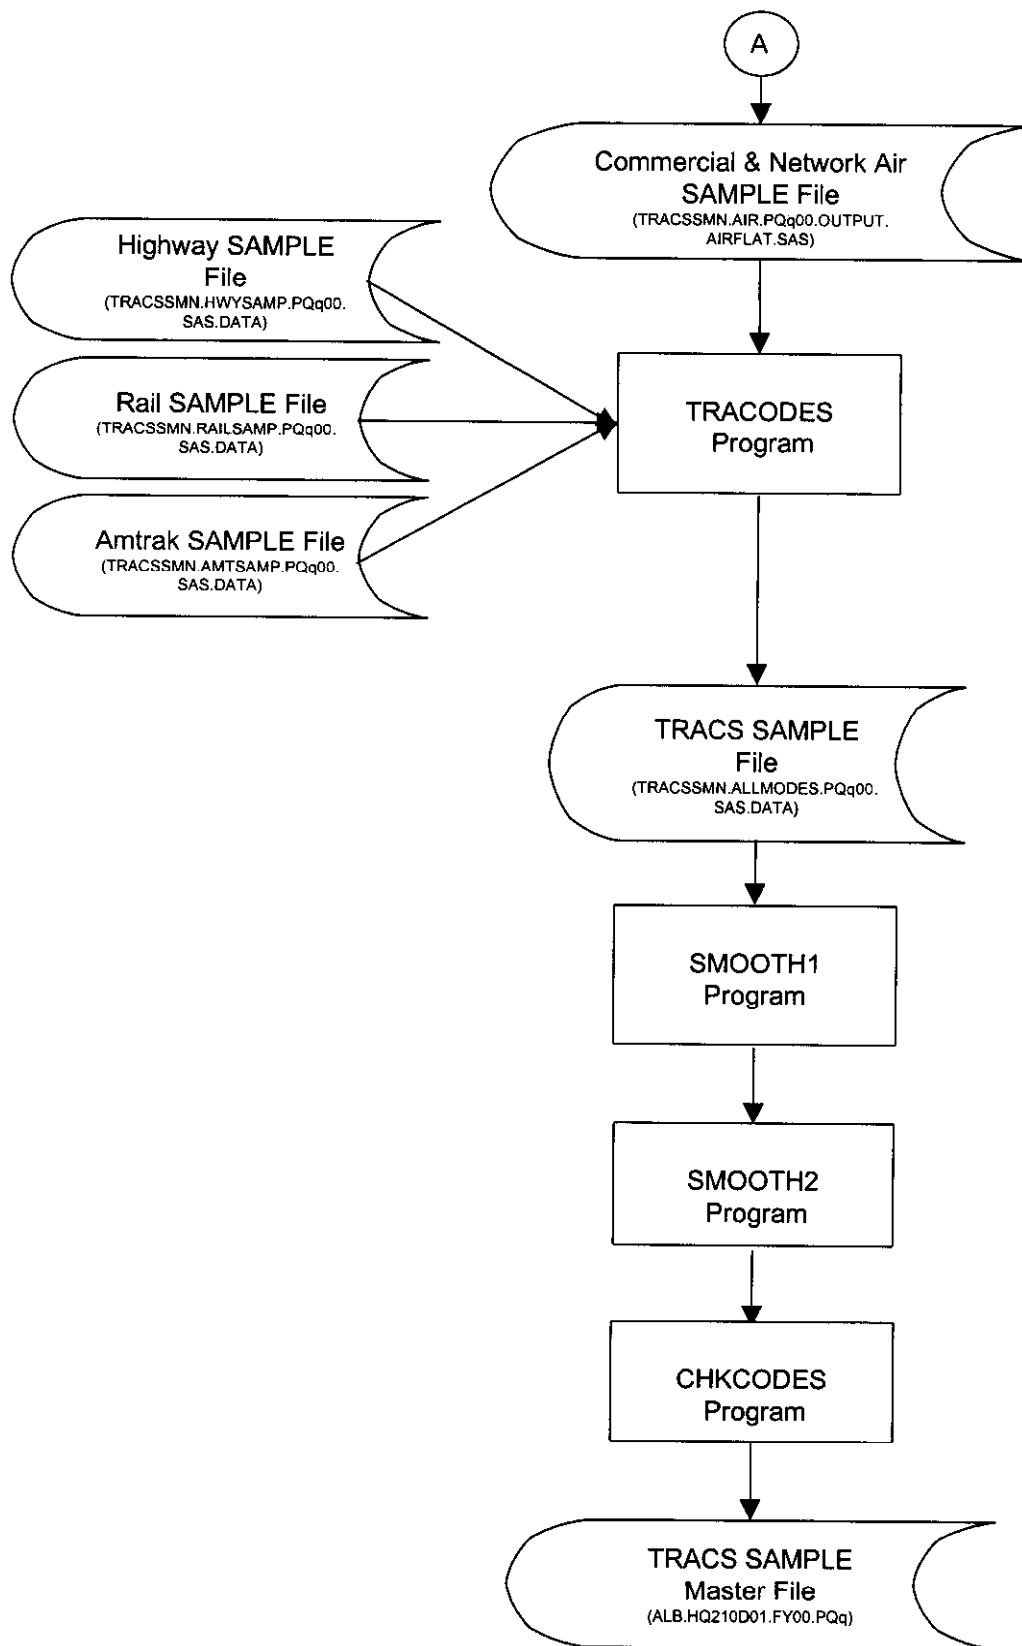 A
Commercial & Network Air
SAMPLE File
(TRACSSMN.AIR.PQq00.OUTPUT.
AIRFLAT.SAS)
Highway SAMPLE
File
(TRACSSMN.HWYSAMP.PQq00.
SAS.DATA)
Rail SAMPLE File
(TRACSSMN.RAILSAMP.PQq00.
SAS.DATA)
Amtrak SAMPLE File
(TRACSSMN.AMTSAMP.PQq00.
SAS.DATA)
TRACODES
Program
TRACS SAMPLE
File
(TRACSSMN.ALLMODES.PQq00.
SAS.DATA)
SMOOTH1
Program
SMOOTH2
Program
CHKCODES
Program
TRACS SAMPLE
Master File
(ALB.HQ210D01.FY00.PQq)